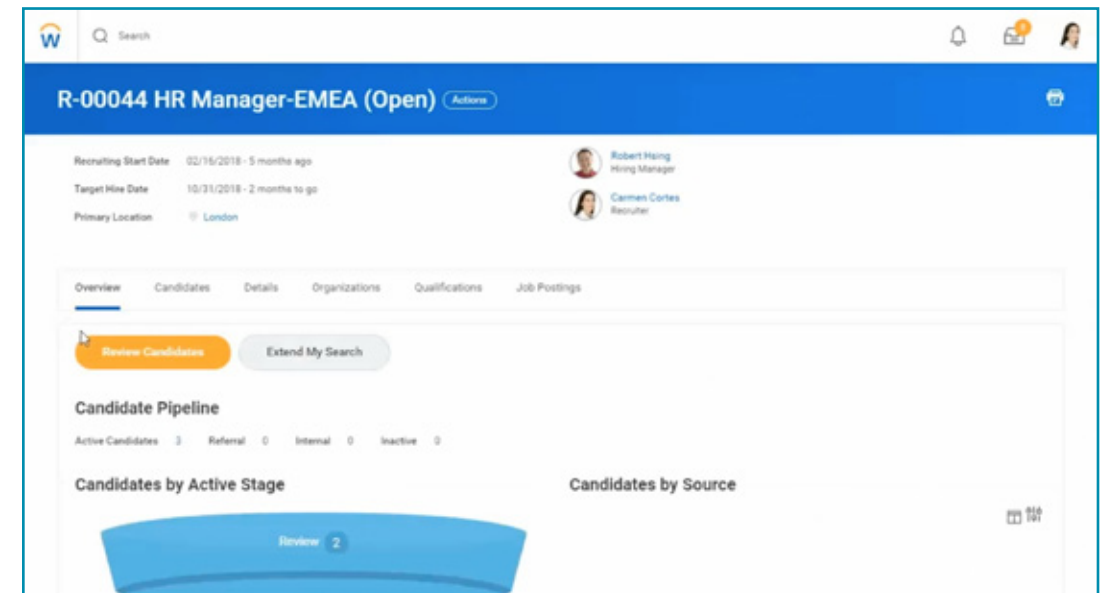 w Search
R-00044 HR Manager-EMEA (Open) Actions
Recruiting Start Date 02/16/2018 - 5 months ago
Robert Hsing
Hiring Manager
Target Hire Date 10/31/2018 - 2 months to go
Carmen Cortes
Recruiter
Primary Location London
Overview Candidates Details Organizations Qualifications Job Postings
Review Candidates Extend My Search
Candidate Pipeline
Active Candidates 3 Referral 0 Internal 0 Inactive 0
Candidates by Active Stage Candidates by Source
Review 2